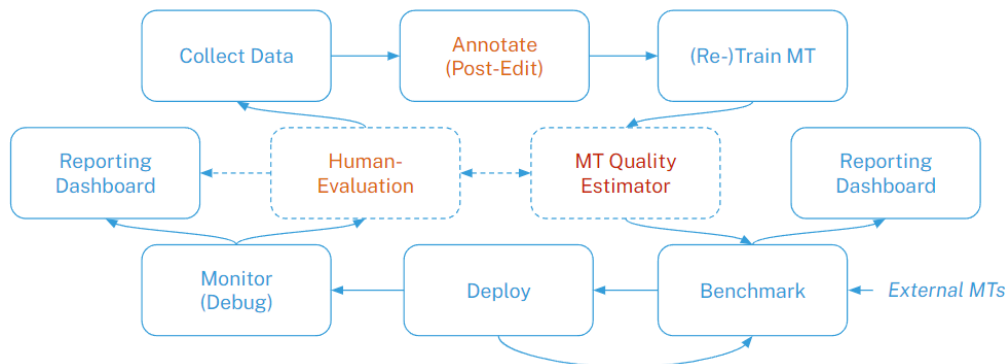 Collect Data
Annotate
(Post-Edit)
(Re-)Train MT
Reporting
Dashboard
Human-
Evaluation
MT Quality
Estimator
Reporting
Dashboard
Monitor
(Debug)
Deploy
Benchmark
External MTs